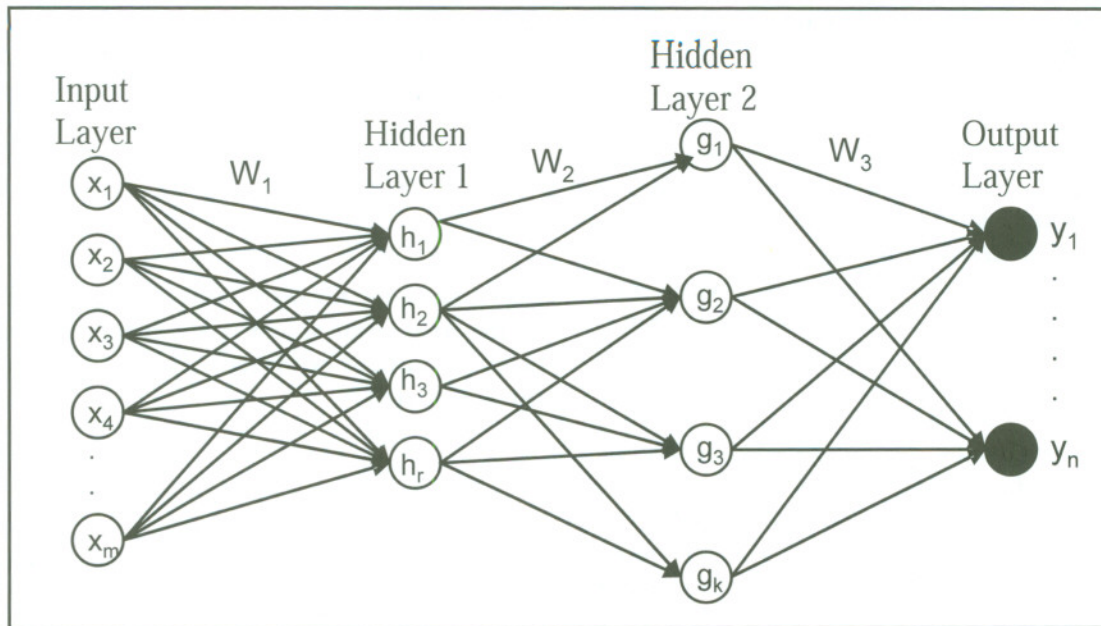 Input
Layer
x1
x2
x3
x4
.
.
xm
W1
Hidden
Layer 1
h1
h2
h3
hr
W2
Hidden
Layer 2
g1
g2
g3
gk
W3
Output
Layer
y1
.
.
.
.
yn